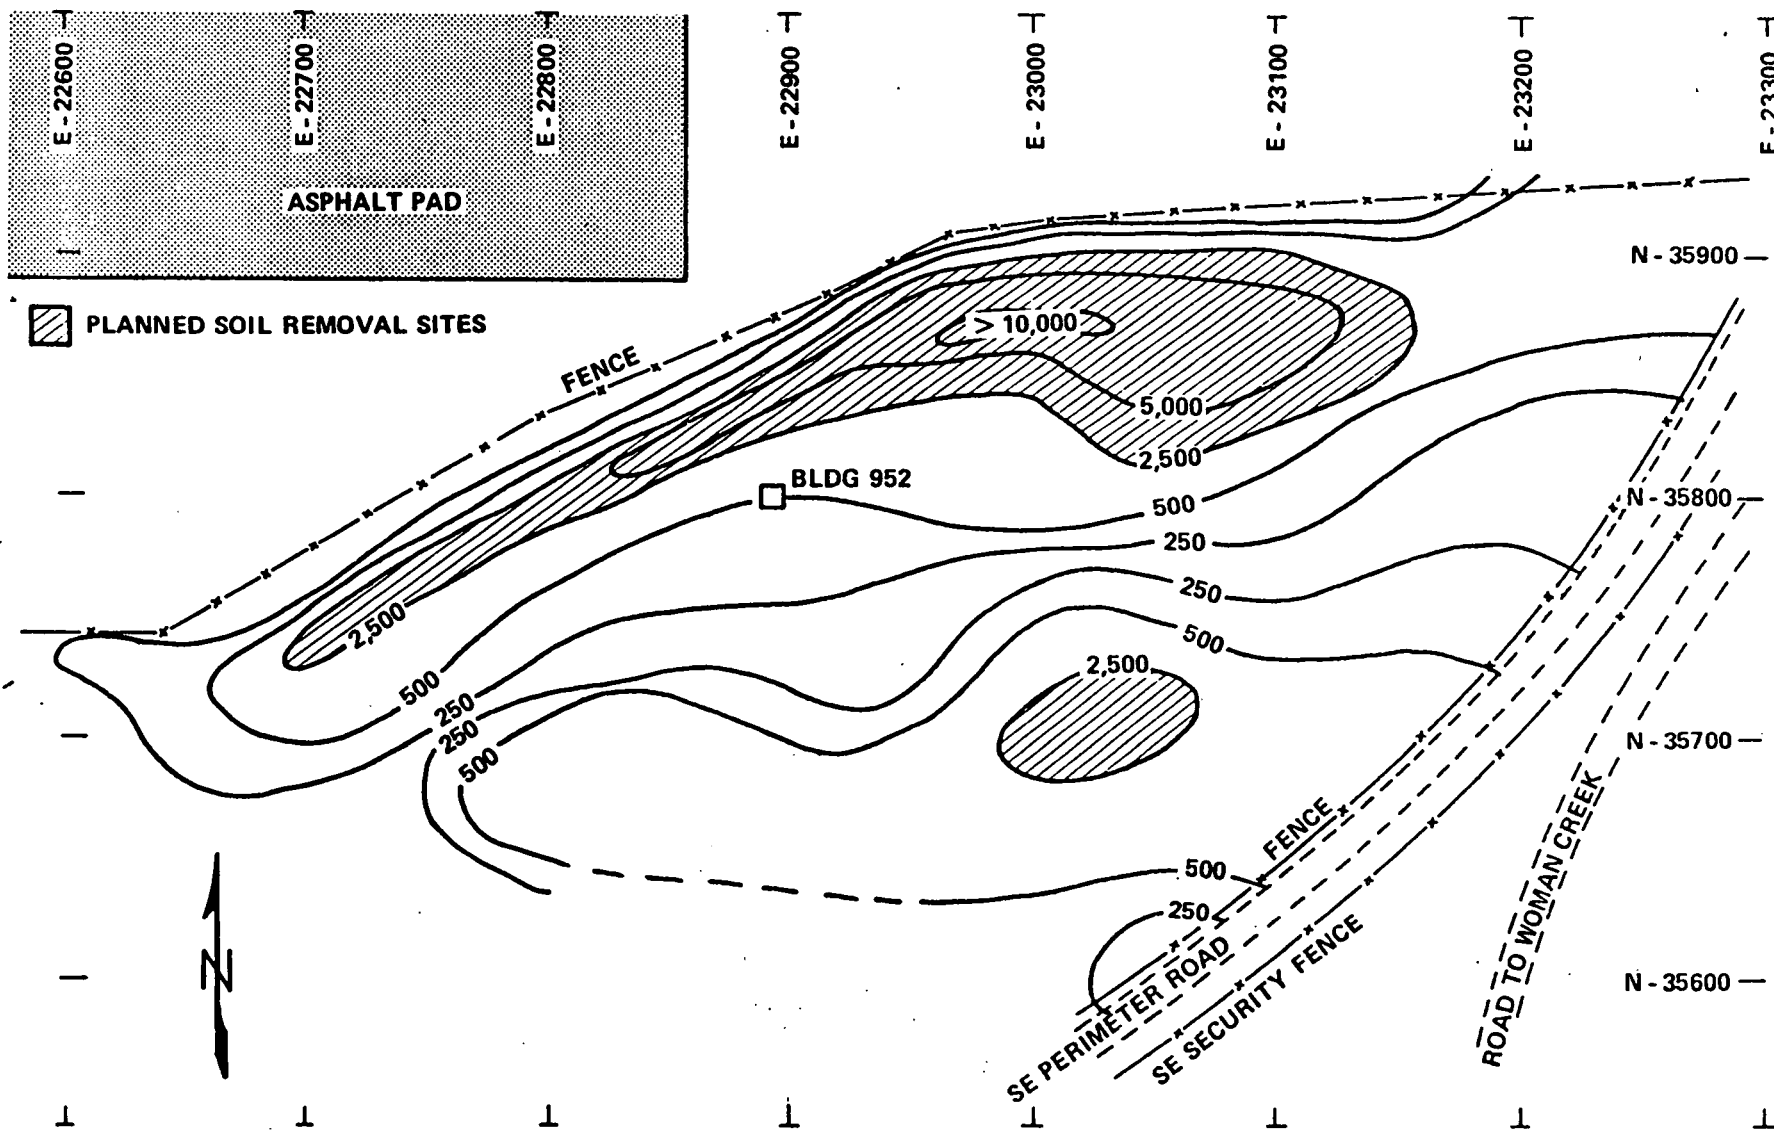 E - 22600
E - 22700
E - 22800
E - 22900
E - 23000
E - 23100
E - 23200
E - 23300
ASPHALT PAD
N - 35900
PLANNED SOIL REMOVAL SITES
> 10,000
FENCE
5,000
2,500
BLDG 952
500
N - 35800
250
250
2,500
500
2,500
500
250
250
500
N - 35700
FENCE
500
250
ROAD TO WOMAN CREEK
N
SE PERIMETER ROAD
SE SECURITY FENCE
N - 35600